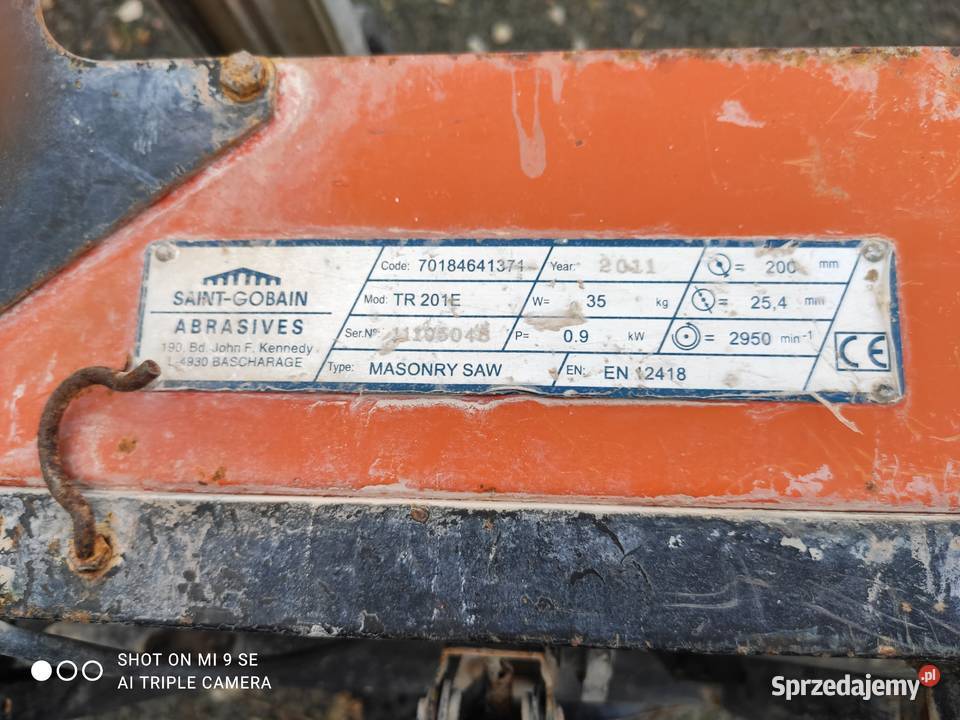 SAINT-GOBAIN
ABRASIVES
190, Bd. John F. Kennedy
L-4930 BASCHARAGE
Code: 70184641371 Year: 2011 = 200 mm
Mod: TR 201E W= 35 kg = 25,4 mm
Ser.Nº: 11105048 P= 0.9 kW = 2950 min⁻¹
Type: MASONRY SAW EN: EN 12418
CE
SHOT ON MI 9 SE
AI TRIPLE CAMERA
Sprzedajemy.pl